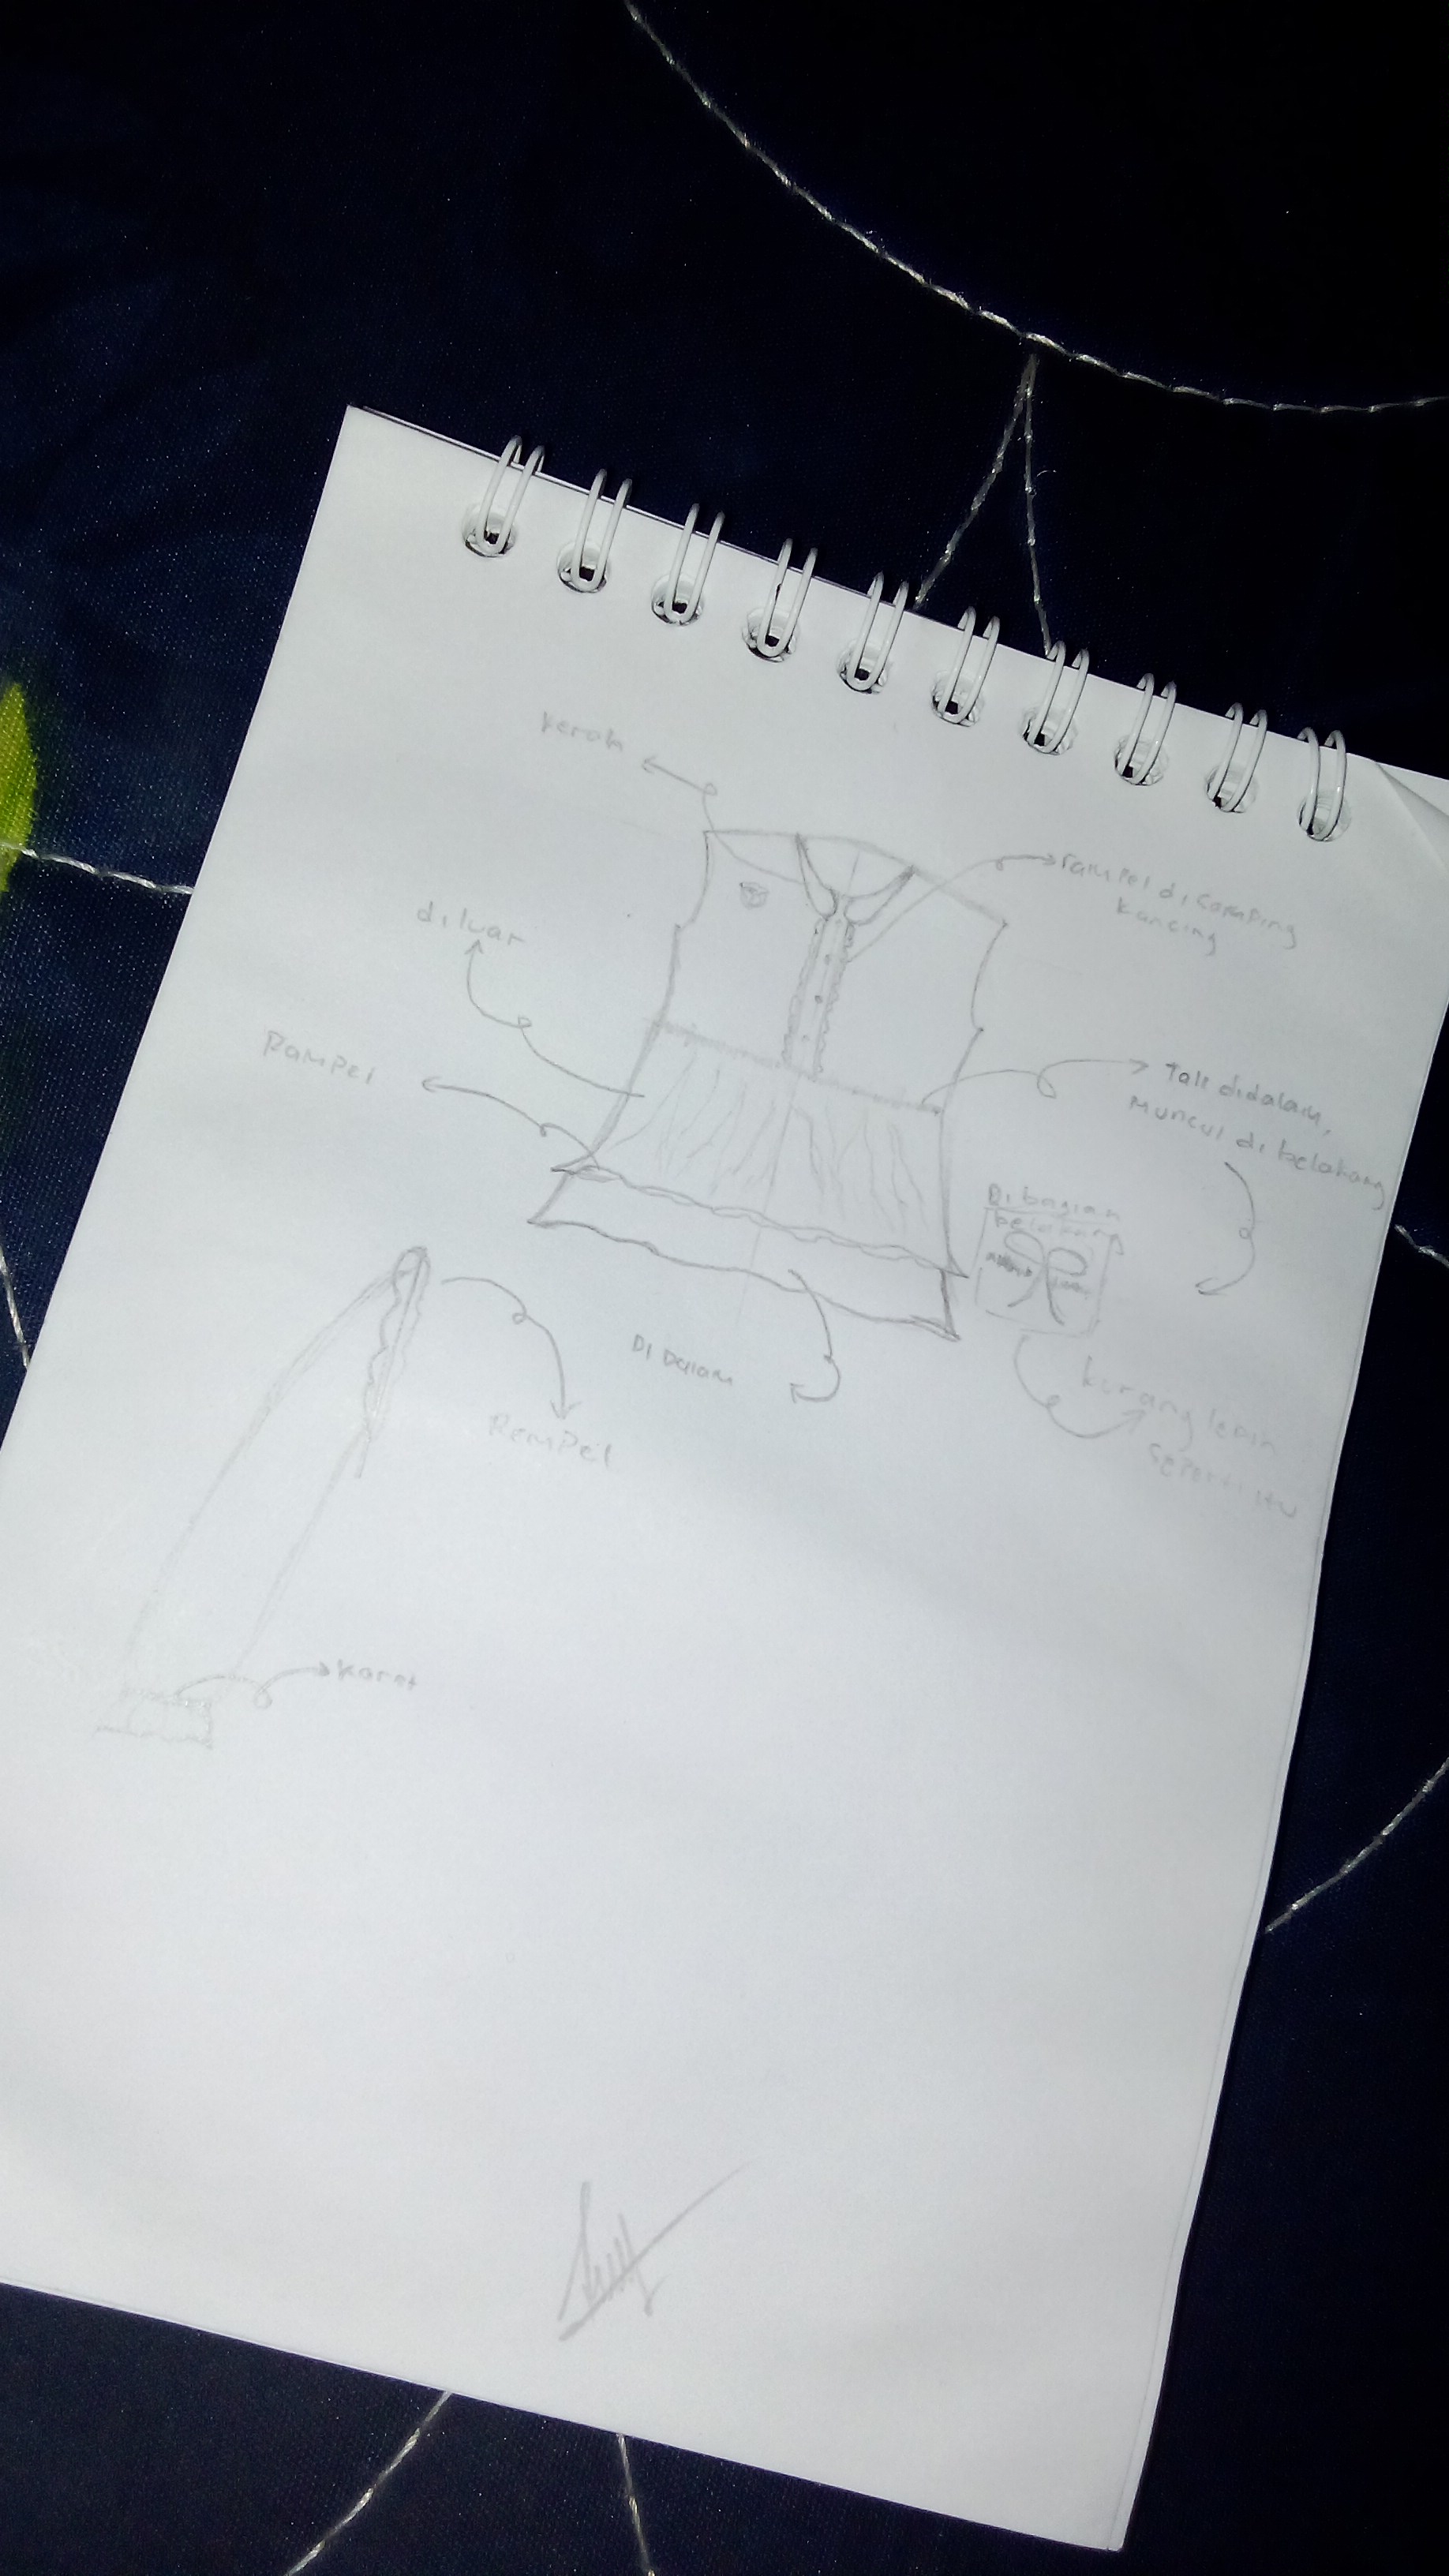 kerah
rampel di samping
kancing
diluar
Rampel
Tali didalam,
Muncul di belakang
Di bagian
belakang
Di Dalam
kurang lebih
seperti itu
Rempel
karet